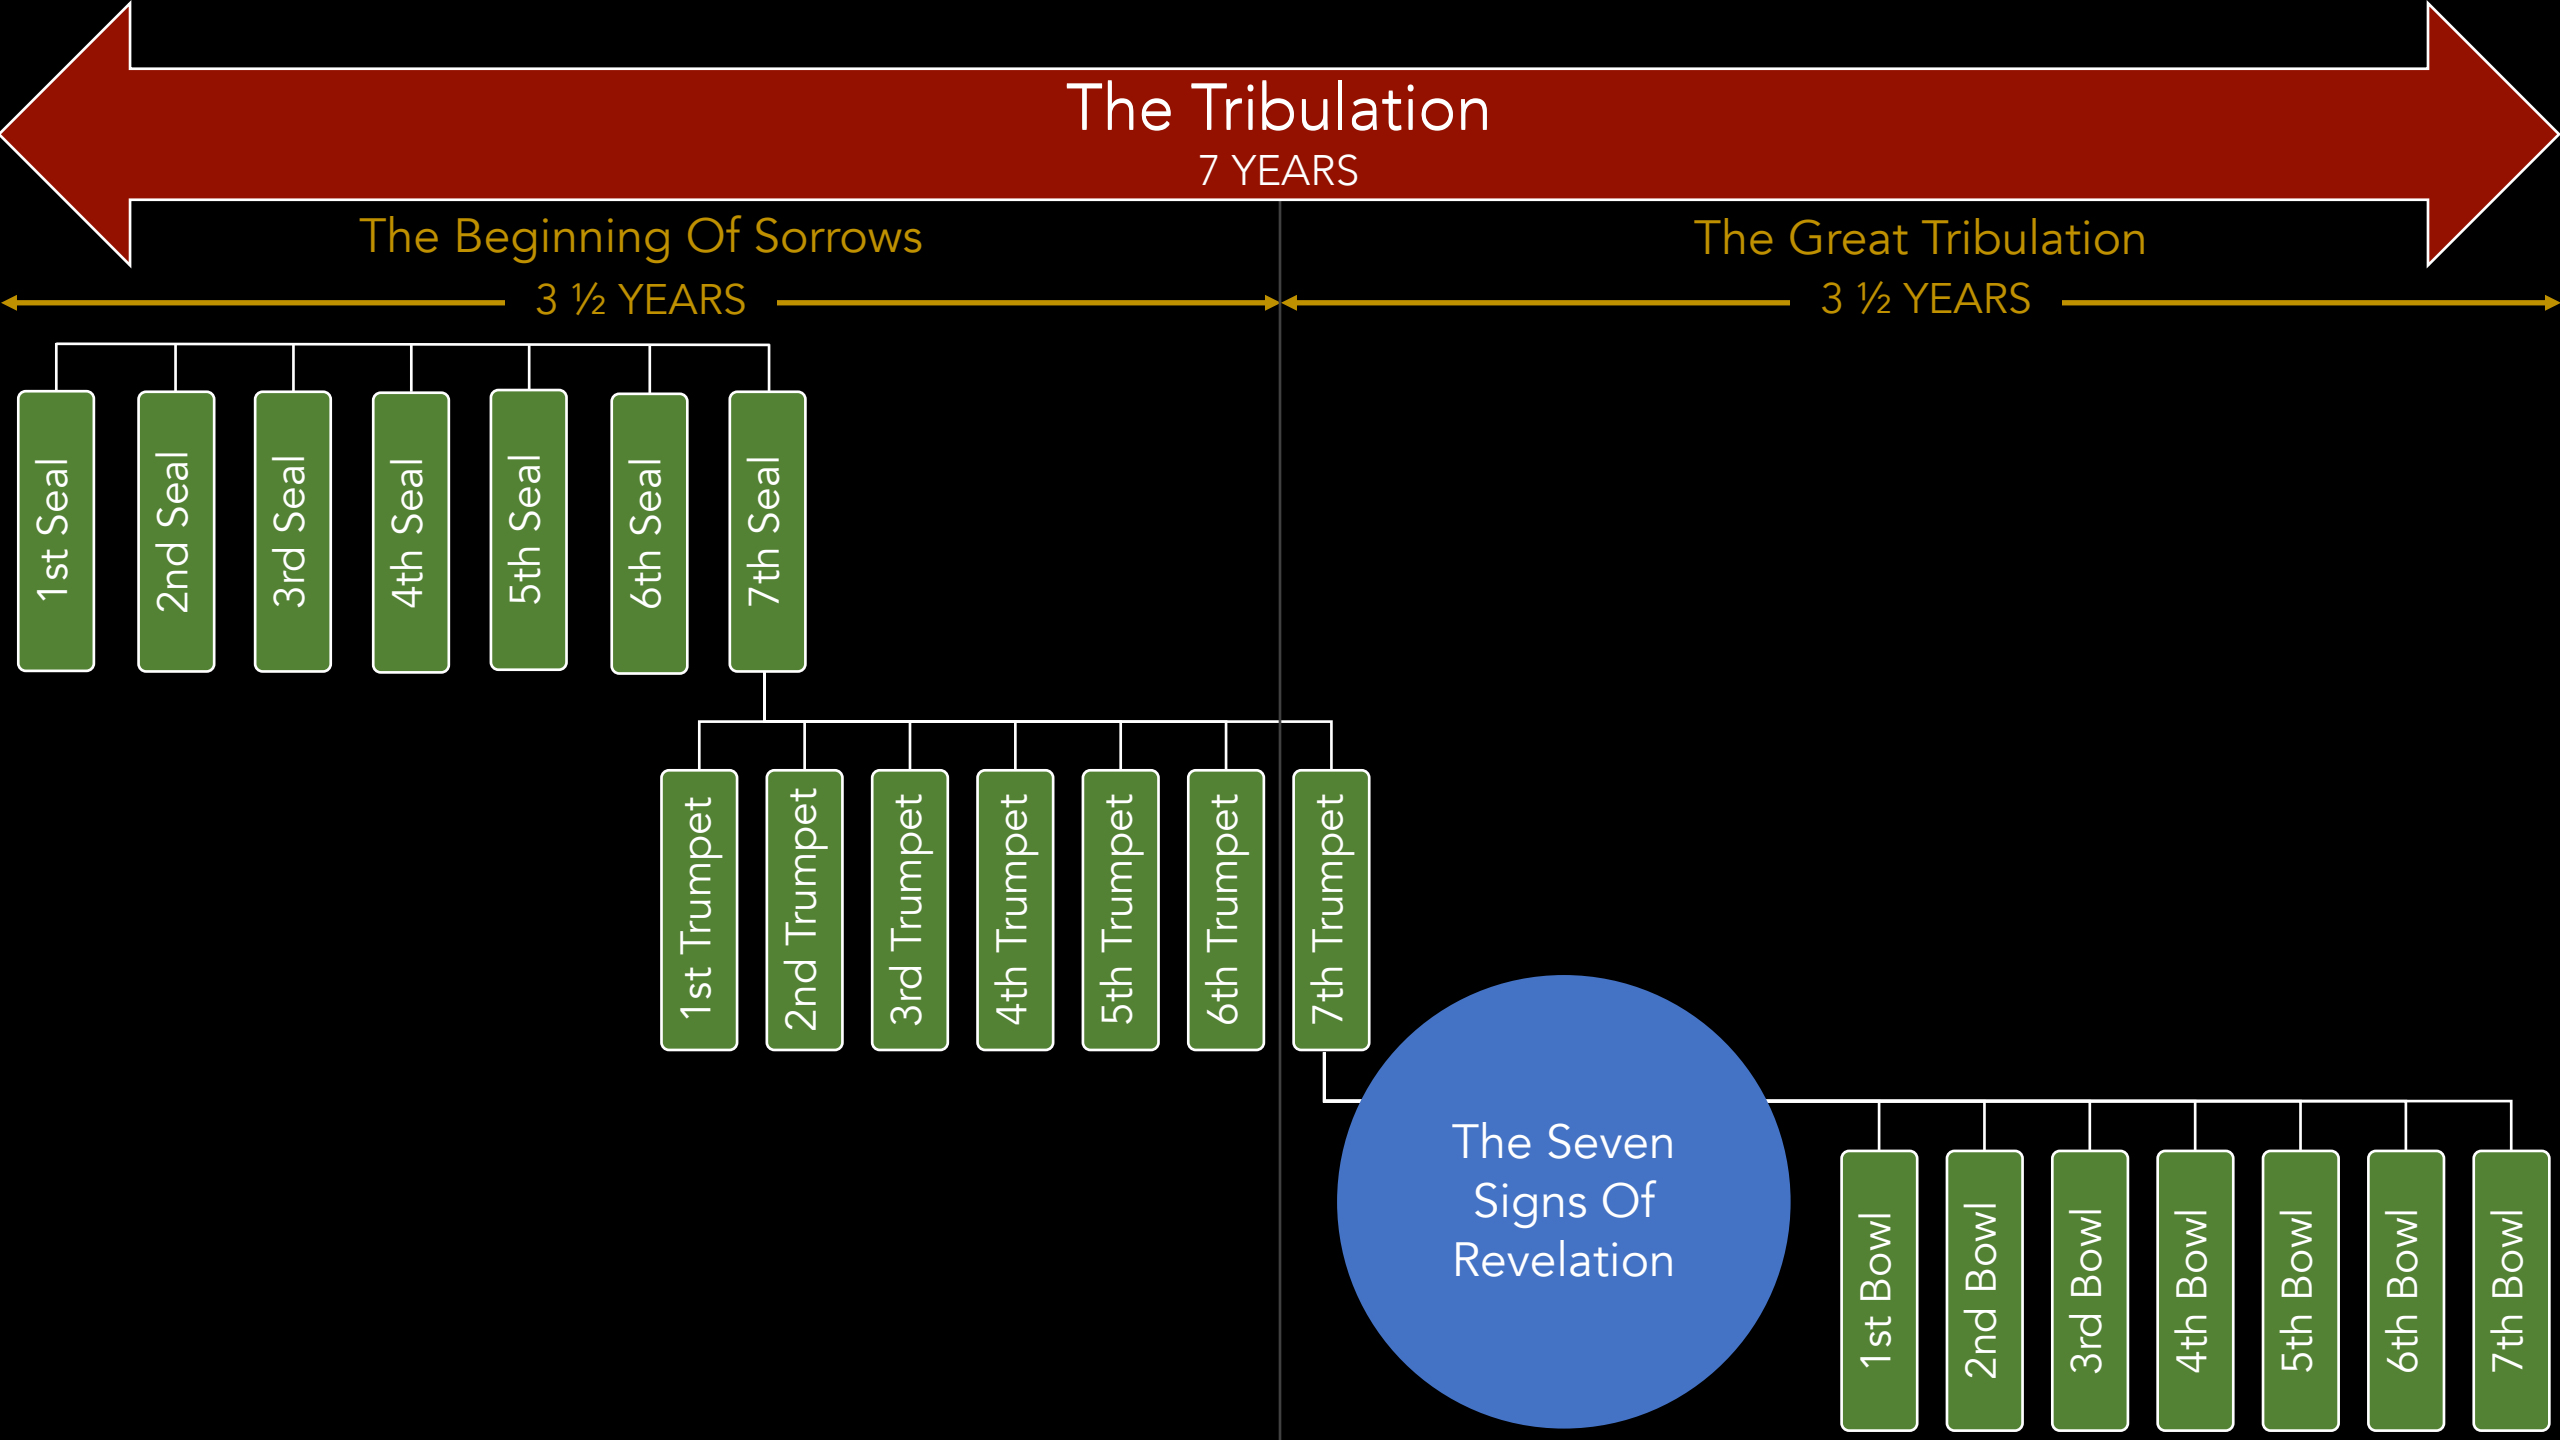 The Tribulation
7 YEARS
The Beginning Of Sorrows
3 ½ YEARS
The Great Tribulation
3 ½ YEARS
1st Seal
2nd Seal
3rd Seal
4th Seal
5th Seal
6th Seal
7th Seal
1st Trumpet
2nd Trumpet
3rd Trumpet
4th Trumpet
5th Trumpet
6th Trumpet
7th Trumpet
The Seven
Signs Of
Revelation
1st Bowl
2nd Bowl
3rd Bowl
4th Bowl
5th Bowl
6th Bowl
7th Bowl